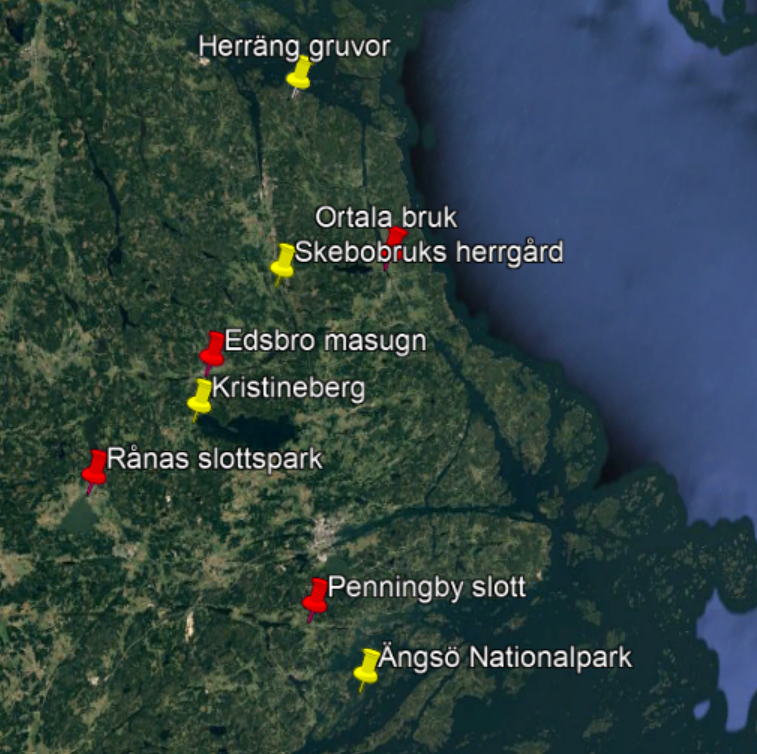 Herräng gruvor
Ortala bruk
Skebobruks herrgård
Edsbro masugn
Kristineberg
Rånas slottspark
Penningby slott
Ängsö Nationalpark